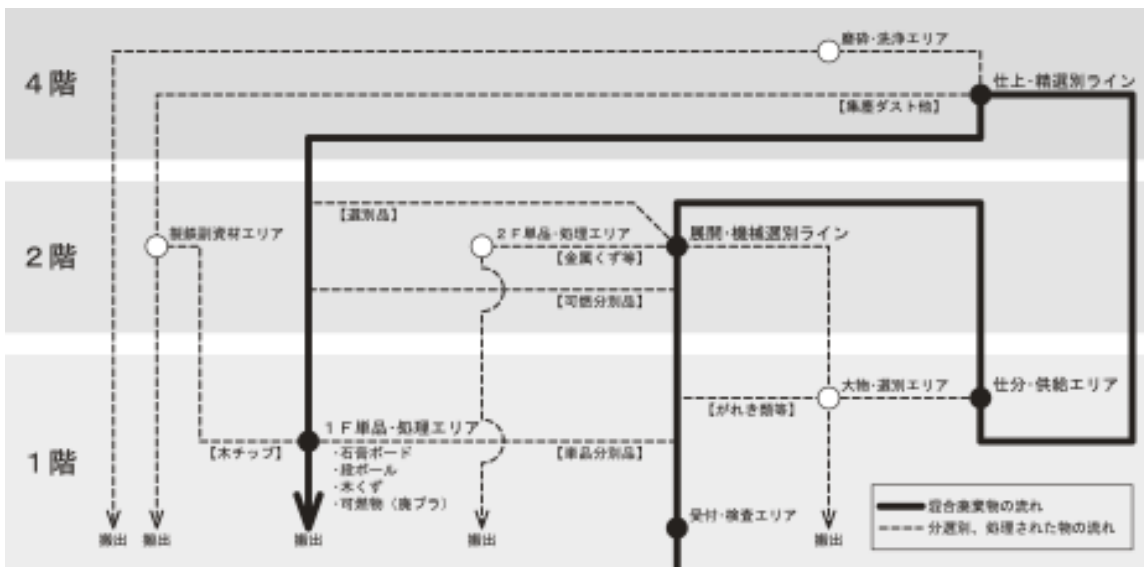 磨砕・洗浄エリア
4階
仕上・精選別ライン
【集塵ダスト他】
【選別品】
製鉄副資材エリア
2F単品・処理エリア
展開・機械選別ライン
2階
【金属くず等】
【可燃分別品】
大物・選別エリア
仕分・供給エリア
【がれき類等】
1F単品・処理エリア
【木チップ】
【単品分別品】
1階
・石膏ボード
・段ボール
・木くず
・可燃物（廃プラ）
混合廃棄物の流れ
受付・検査エリア
分選別、処理された物の流れ
搬出
搬出
搬出
搬出
搬出